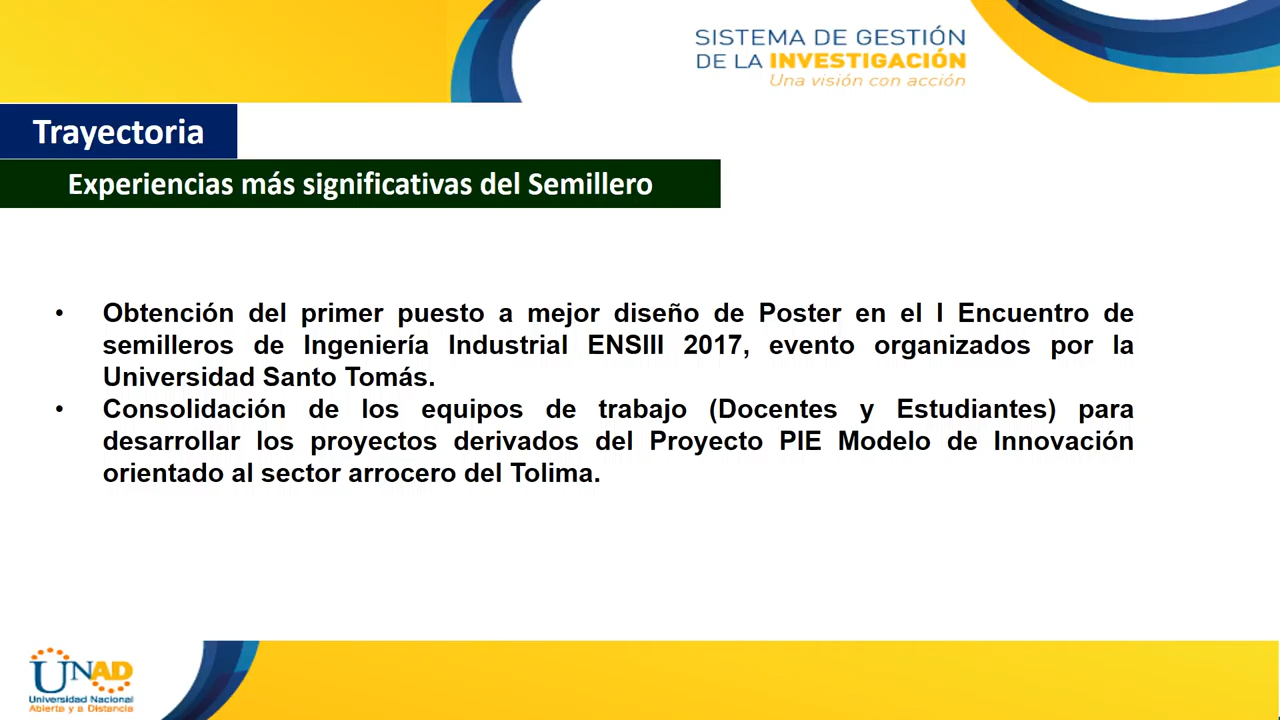 SISTEMA DE GESTIÓN
DE LA INVESTIGACIÓN
Una visión con acción
Trayectoria
Experiencias más significativas del Semillero
• Obtención del primer puesto a mejor diseño de Poster en el I Encuentro de
semilleros de Ingeniería Industrial ENSIII 2017, evento organizados por la
Universidad Santo Tomás.
• Consolidación de los equipos de trabajo (Docentes y Estudiantes) para
desarrollar los proyectos derivados del Proyecto PIE Modelo de Innovación
orientado al sector arrocero del Tolima.
UNAD
Universidad Nacional
Abierta y a Distancia